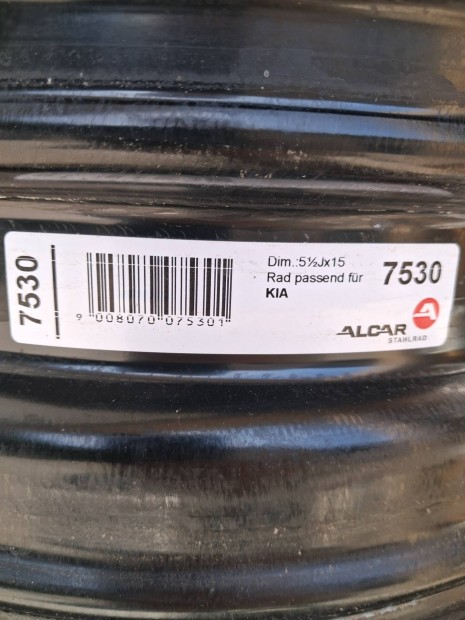 7530
9 008070 075301
Dim.:5½Jx15
Rad passend für
KIA
7530
ALCAR
STAHLRAD